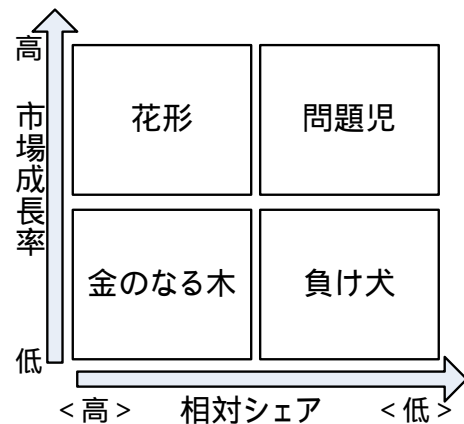 高
市場成長率
低
花形
問題児
金のなる木
負け犬
<高>
相対シェア
<低>